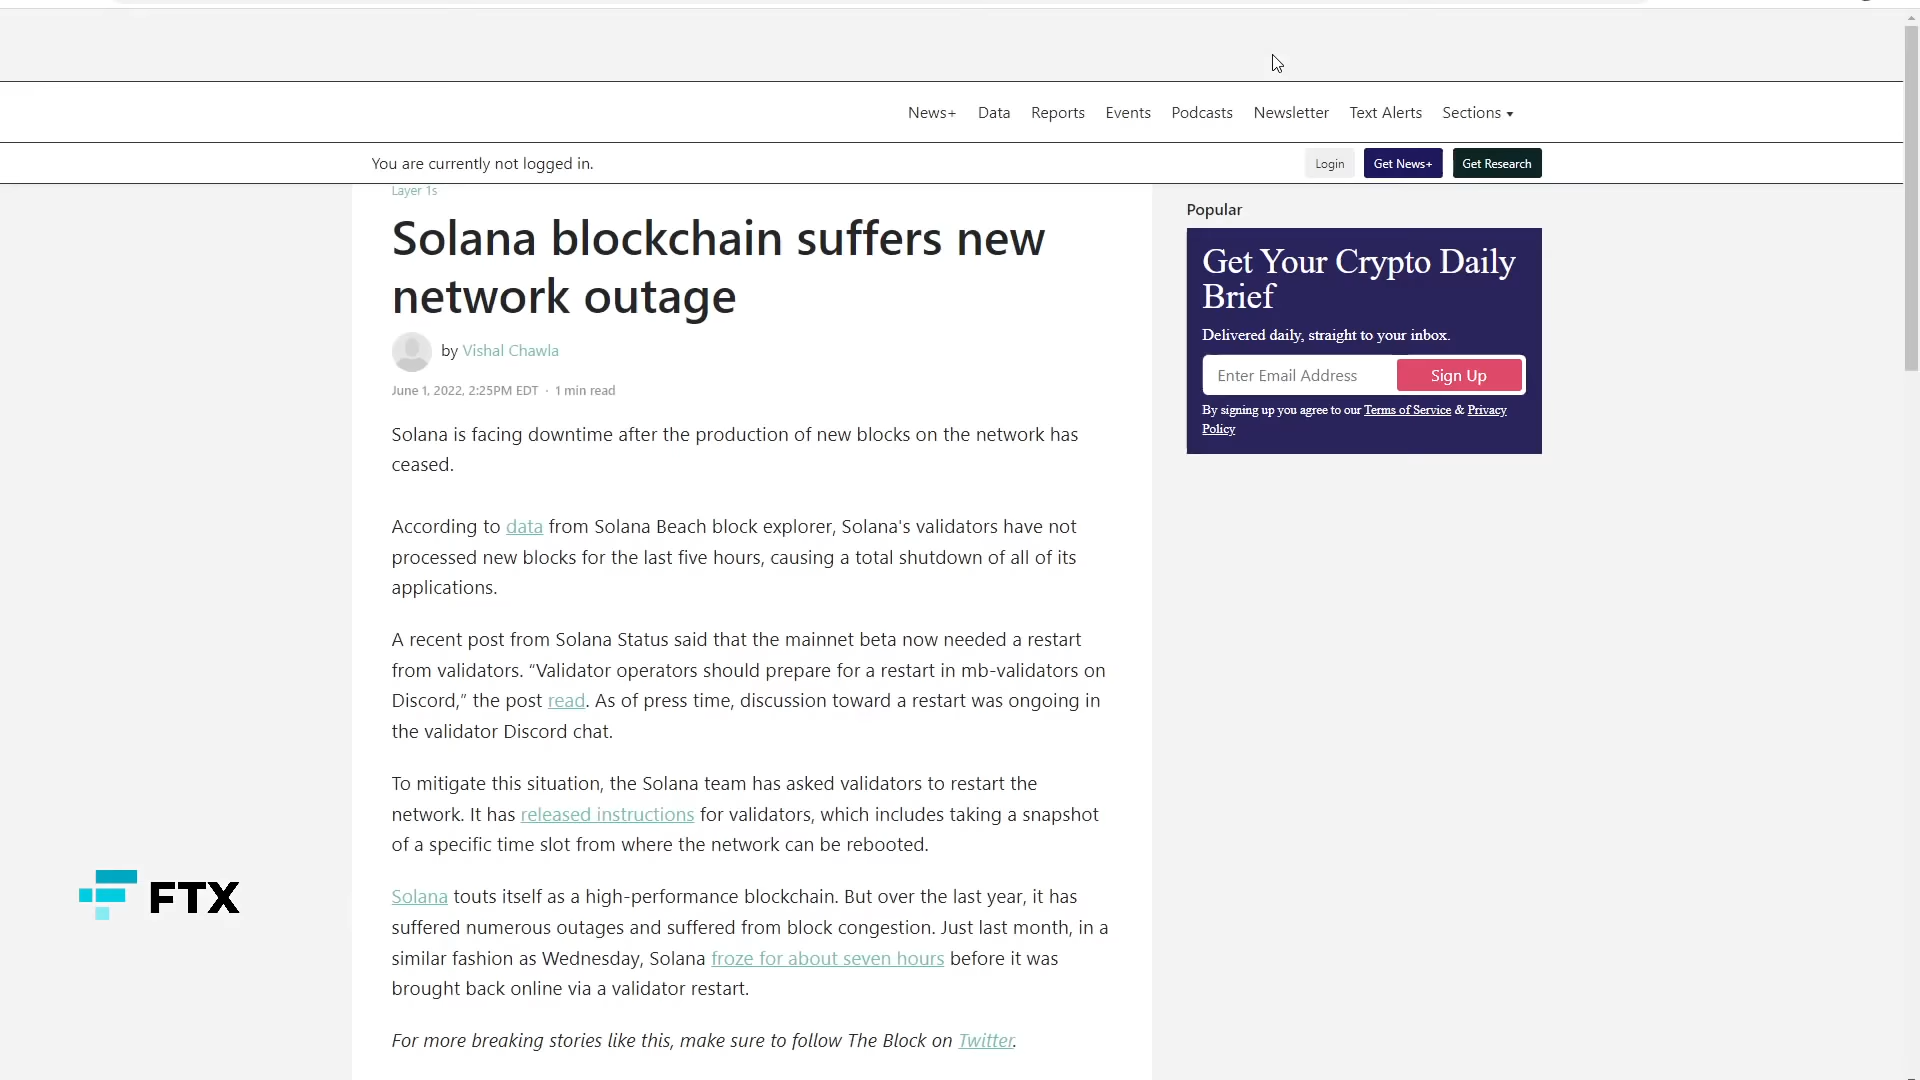 News+ Data Reports Events Podcasts Newsletter Text Alerts Sections
You are currently not logged in.
Login Get News+ Get Research
Layer 1s
Solana blockchain suffers new
network outage
by Vishal Chawla
June 1, 2022, 2:25PM EDT · 1 min read
Solana is facing downtime after the production of new blocks on the network has
ceased.
According to data from Solana Beach block explorer, Solana's validators have not
processed new blocks for the last five hours, causing a total shutdown of all of its
applications.
A recent post from Solana Status said that the mainnet beta now needed a restart
from validators. “Validator operators should prepare for a restart in mb-validators on
Discord,” the post read. As of press time, discussion toward a restart was ongoing in
the validator Discord chat.
To mitigate this situation, the Solana team has asked validators to restart the
network. It has released instructions for validators, which includes taking a snapshot
of a specific time slot from where the network can be rebooted.
Solana touts itself as a high-performance blockchain. But over the last year, it has
suffered numerous outages and suffered from block congestion. Just last month, in a
similar fashion as Wednesday, Solana froze for about seven hours before it was
brought back online via a validator restart.
For more breaking stories like this, make sure to follow The Block on Twitter.
Popular
Get Your Crypto Daily
Brief
Delivered daily, straight to your inbox.
Enter Email Address Sign Up
By signing up you agree to our Terms of Service & Privacy
Policy
FTX